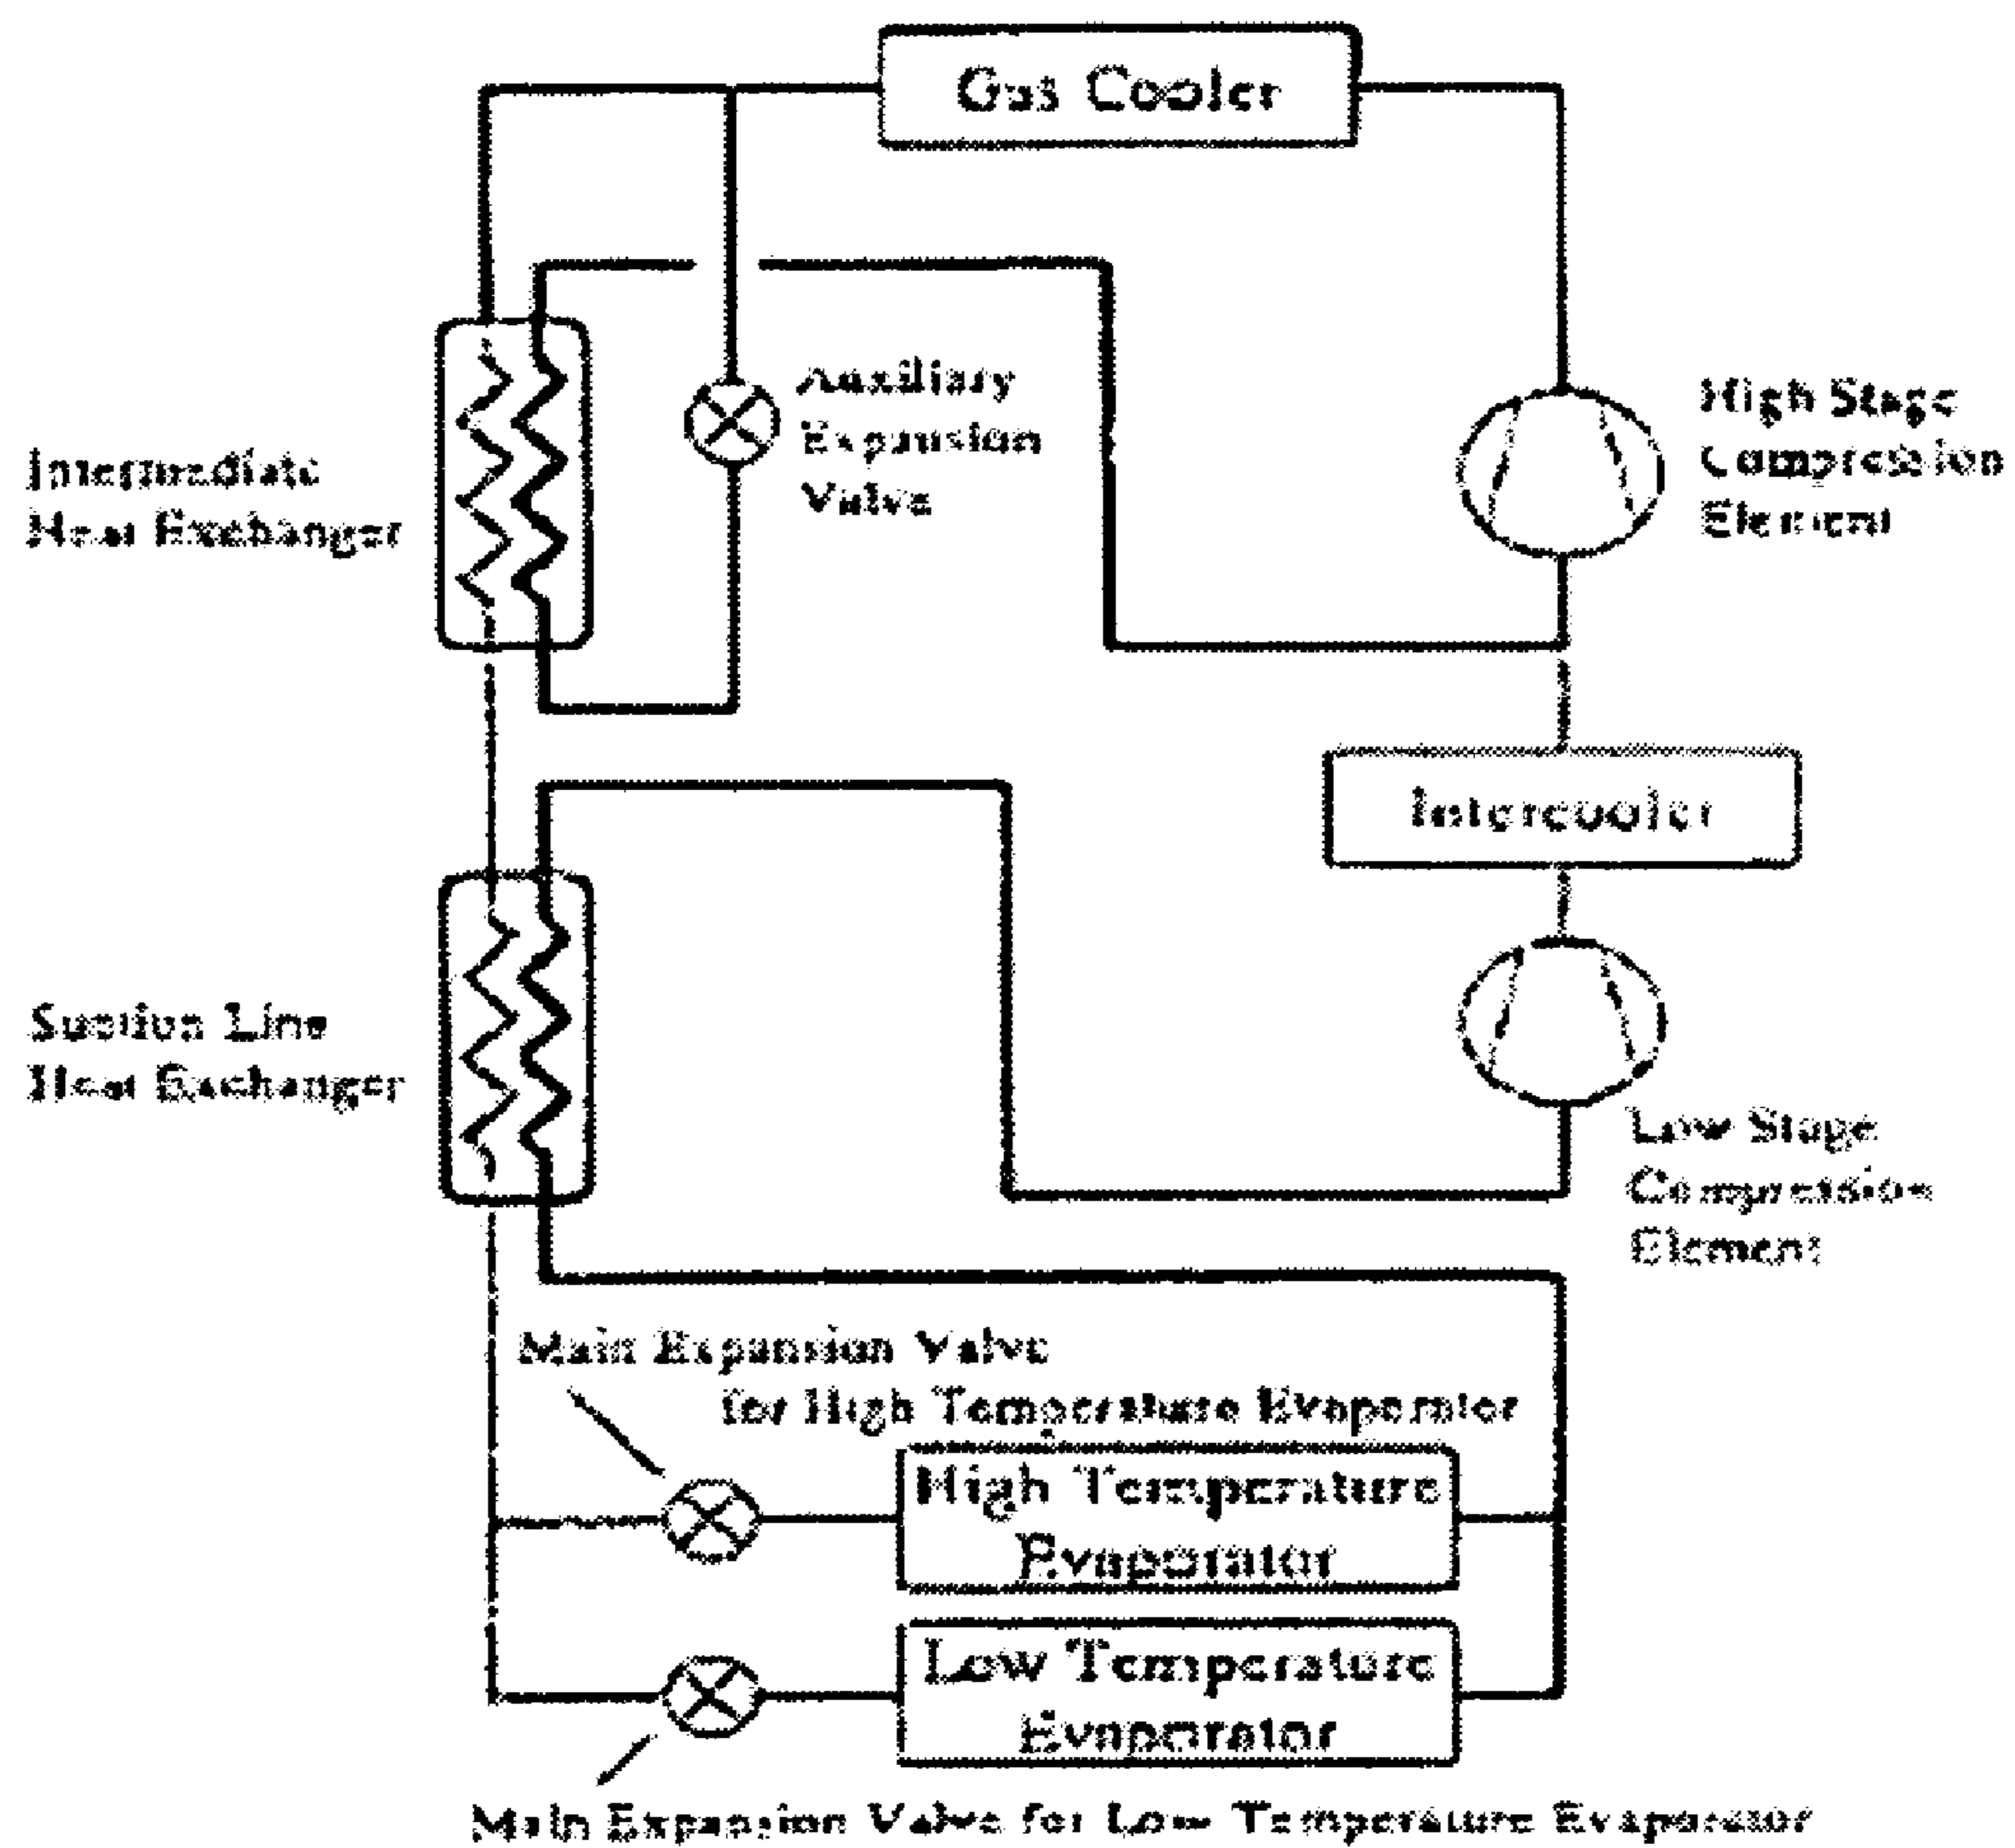 Gas Cooler
Auxiliary
Expansion
Valve
High Stage
Compression
Element
Intermediate
Heat Exchanger
Intercooler
Suction Line
Heat Exchanger
Low Stage
Compression
Element
Main Expansion Valve
for High Temperature Evaporator
High Temperature
Evaporator
Low Temperature
Evaporator
Main Expansion Valve for Low Temperature Evaporator